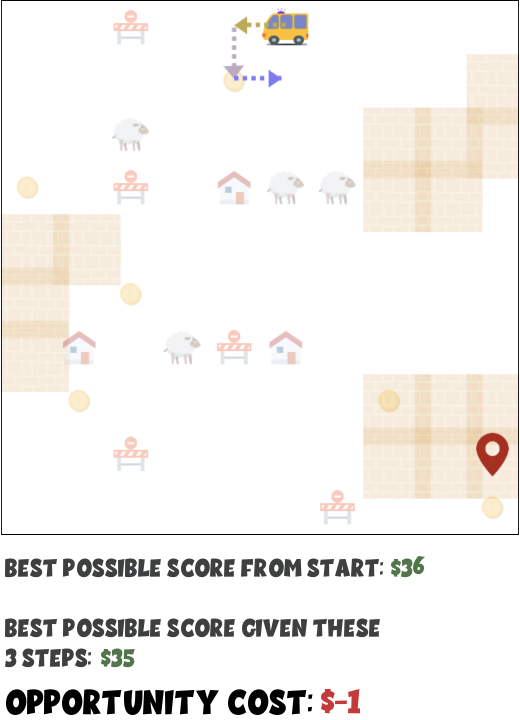 BEST POSSIBLE SCORE FROM START: $36
BEST POSSIBLE SCORE GIVEN THESE
3 STEPS: $35
OPPORTUNITY COST: $-1